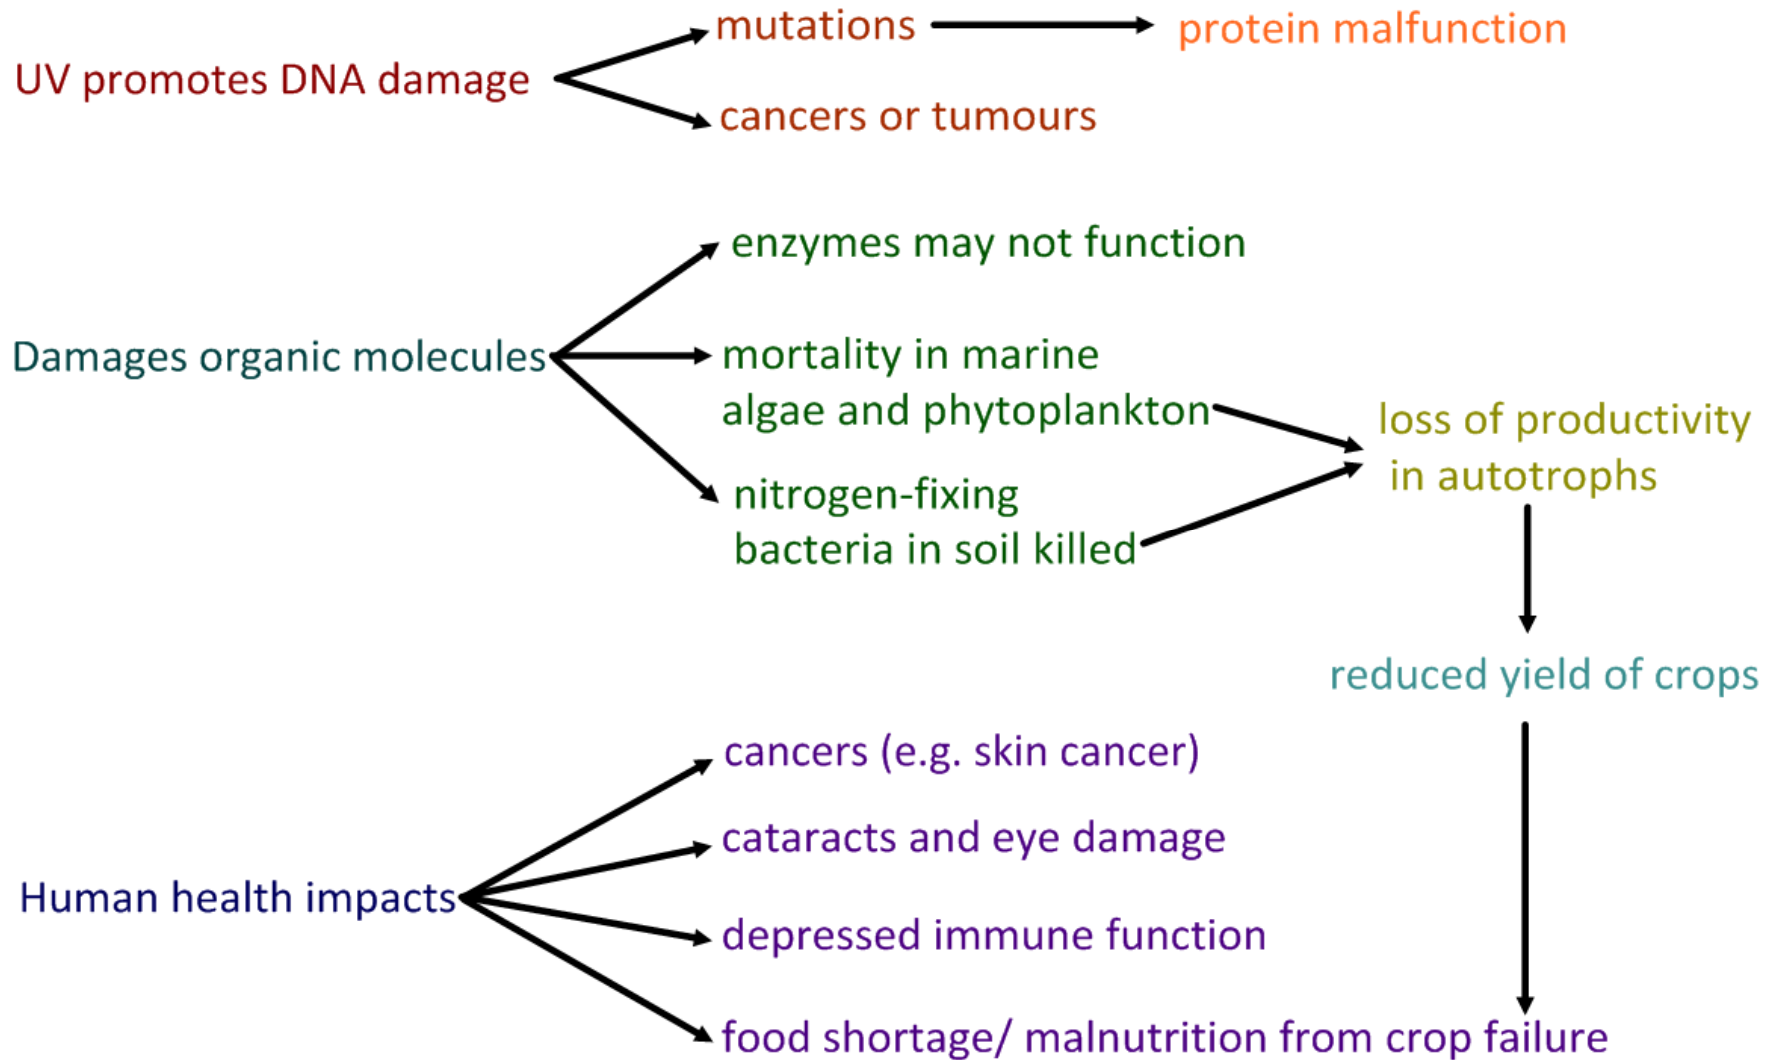 UV promotes DNA damage
mutations
protein malfunction
cancers or tumours
Damages organic molecules
enzymes may not function
mortality in marine
algae and phytoplankton
nitrogen-fixing
bacteria in soil killed
loss of productivity
in autotrophs
reduced yield of crops
Human health impacts
cancers (e.g. skin cancer)
cataracts and eye damage
depressed immune function
food shortage/ malnutrition from crop failure